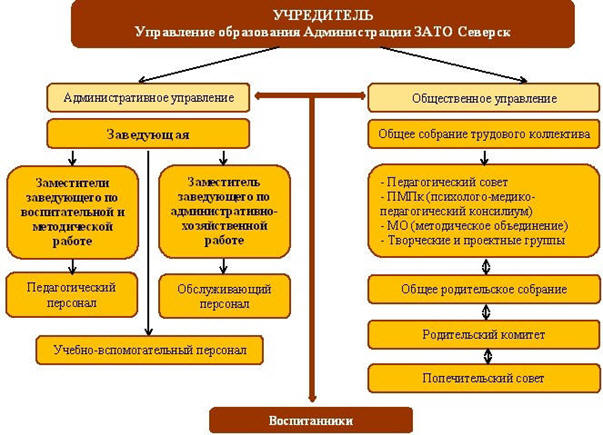 УЧРЕДИТЕЛЬ
Управление образования Администрации ЗАТО Северск
Административное управление
Заведующая
Заместители
заведующего по
воспитательной и
методической
работе
Заместитель
заведующего по
административно-
хозяйственной
работе
Педагогический
персонал
Обслуживающий
персонал
Учебно-вспомогательный персонал
Общественное управление
Общее собрание трудового коллектива
- Педагогический совет
- ПМПк (психолого-медико-
педагогический консилиум)
- МО (методическое объединение)
- Творческие и проектные группы
Общее родительское собрание
Родительский комитет
Попечительский совет
Воспитанники